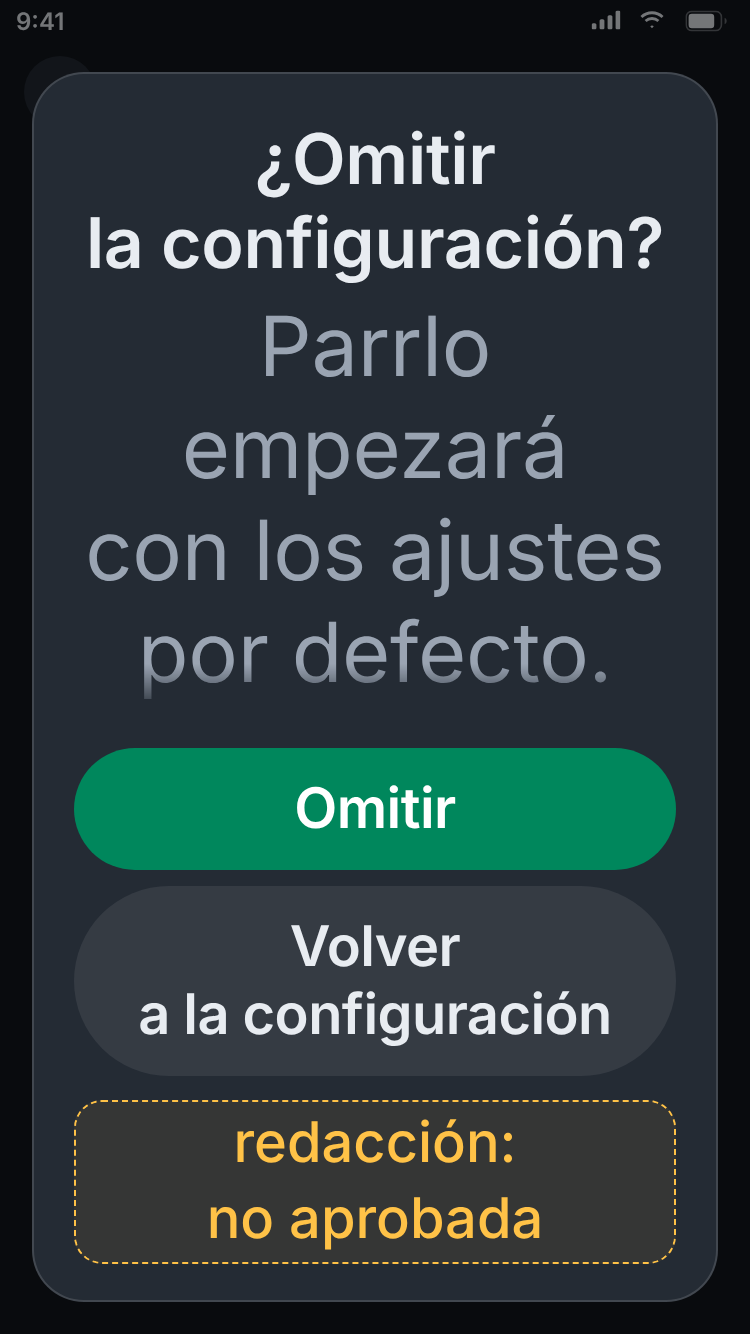 9:41
¿Omitir
la configuración?
Parrlo
empezará
con los ajustes
por defecto.
Omitir
Volver
a la configuración
redacción:
no aprobada